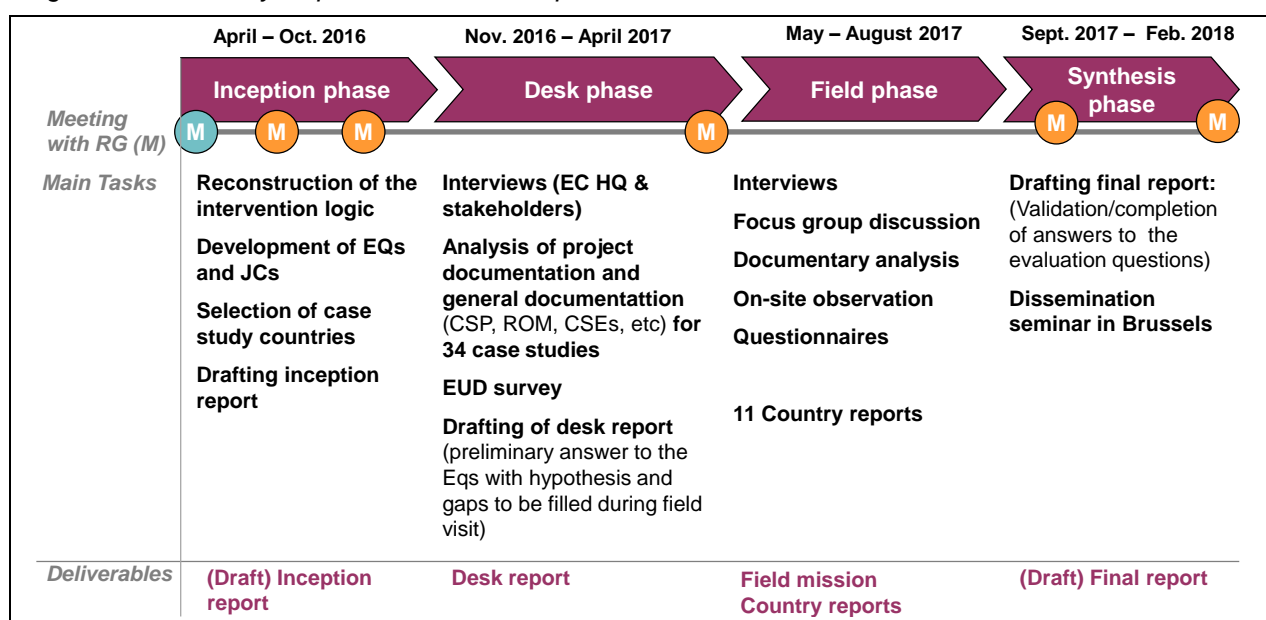 April – Oct. 2016
Nov. 2016 – April 2017
May – August 2017
Sept. 2017 – Feb. 2018
Inception phase
Desk phase
Field phase
Synthesis
phase
Meeting
with RG (M)
M
M
M
M
M
M
Main Tasks
Reconstruction of the
intervention logic
Development of EQs
and JCs
Selection of case
study countries
Drafting inception
report
Interviews (EC HQ &
stakeholders)
Analysis of project
documentation and
general documentattion
(CSP, ROM, CSEs, etc) for
34 case studies
EUD survey
Drafting of desk report
(preliminary answer to the
Eqs with hypothesis and
gaps to be filled during field
visit)
Interviews
Focus group discussion
Documentary analysis
On-site observation
Questionnaires
11 Country reports
Drafting final report:
(Validation/completion
of answers to the
evaluation questions)
Dissemination
seminar in Brussels
Deliverables
(Draft) Inception
report
Desk report
Field mission
Country reports
(Draft) Final report